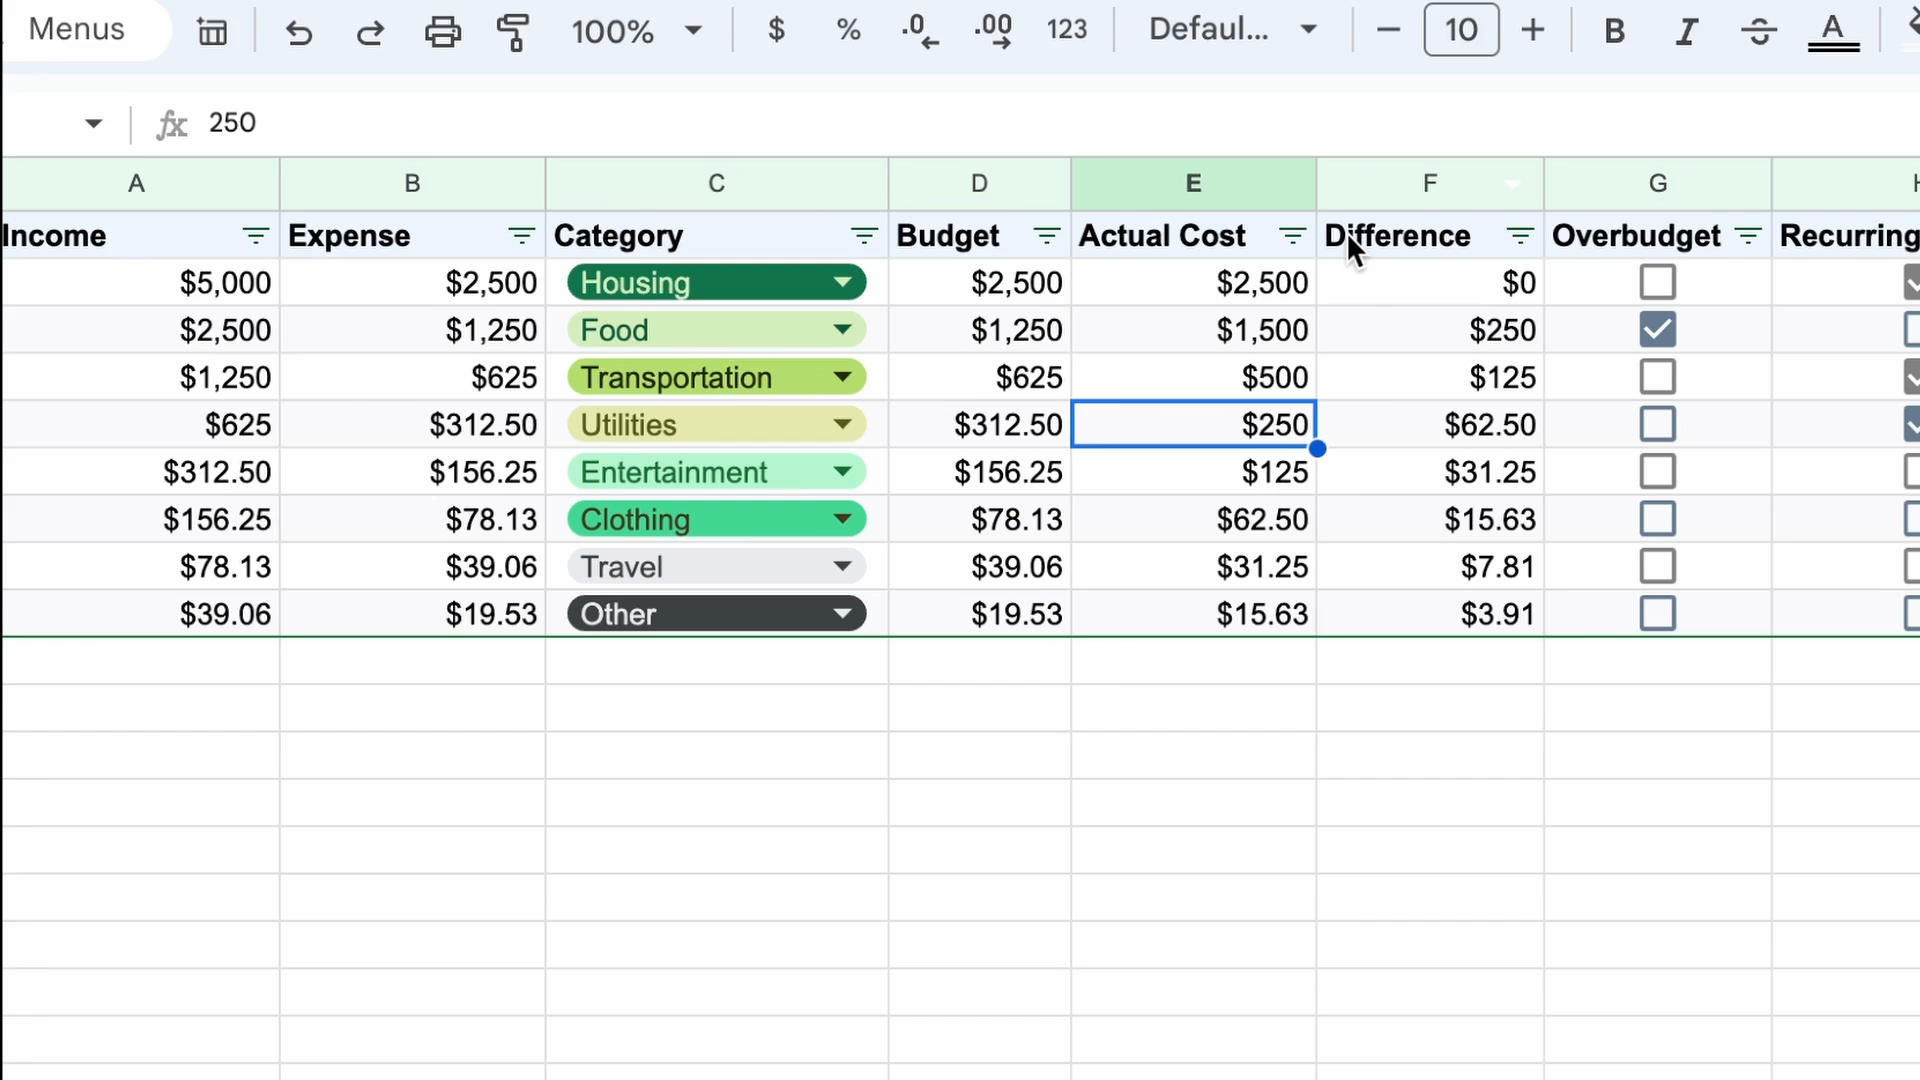 Menus 100% $ % .0 .00 123 Defaul... 10 B I A
fx 250
A B C D E F G H
Income Expense Category Budget Actual Cost Difference Overbudget Recurring
$5,000 $2,500 Housing $2,500 $2,500 $0
$2,500 $1,250 Food $1,250 $1,500 $250
$1,250 $625 Transportation $625 $500 $125
$625 $312.50 Utilities $312.50 $250 $62.50
$312.50 $156.25 Entertainment $156.25 $125 $31.25
$156.25 $78.13 Clothing $78.13 $62.50 $15.63
$78.13 $39.06 Travel $39.06 $31.25 $7.81
$39.06 $19.53 Other $19.53 $15.63 $3.91